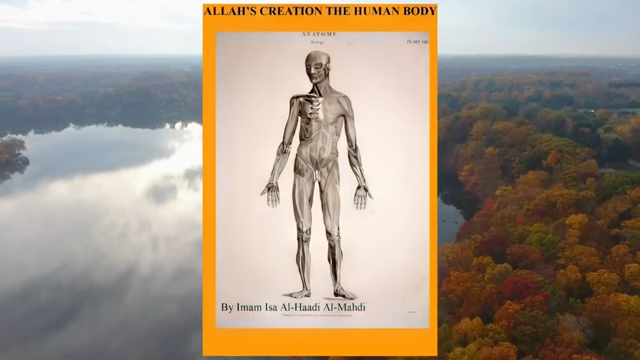 ALLAH'S CREATION THE HUMAN BODY
ANATOMY
By Imam Isa Al-Haadi Al-Mahdi